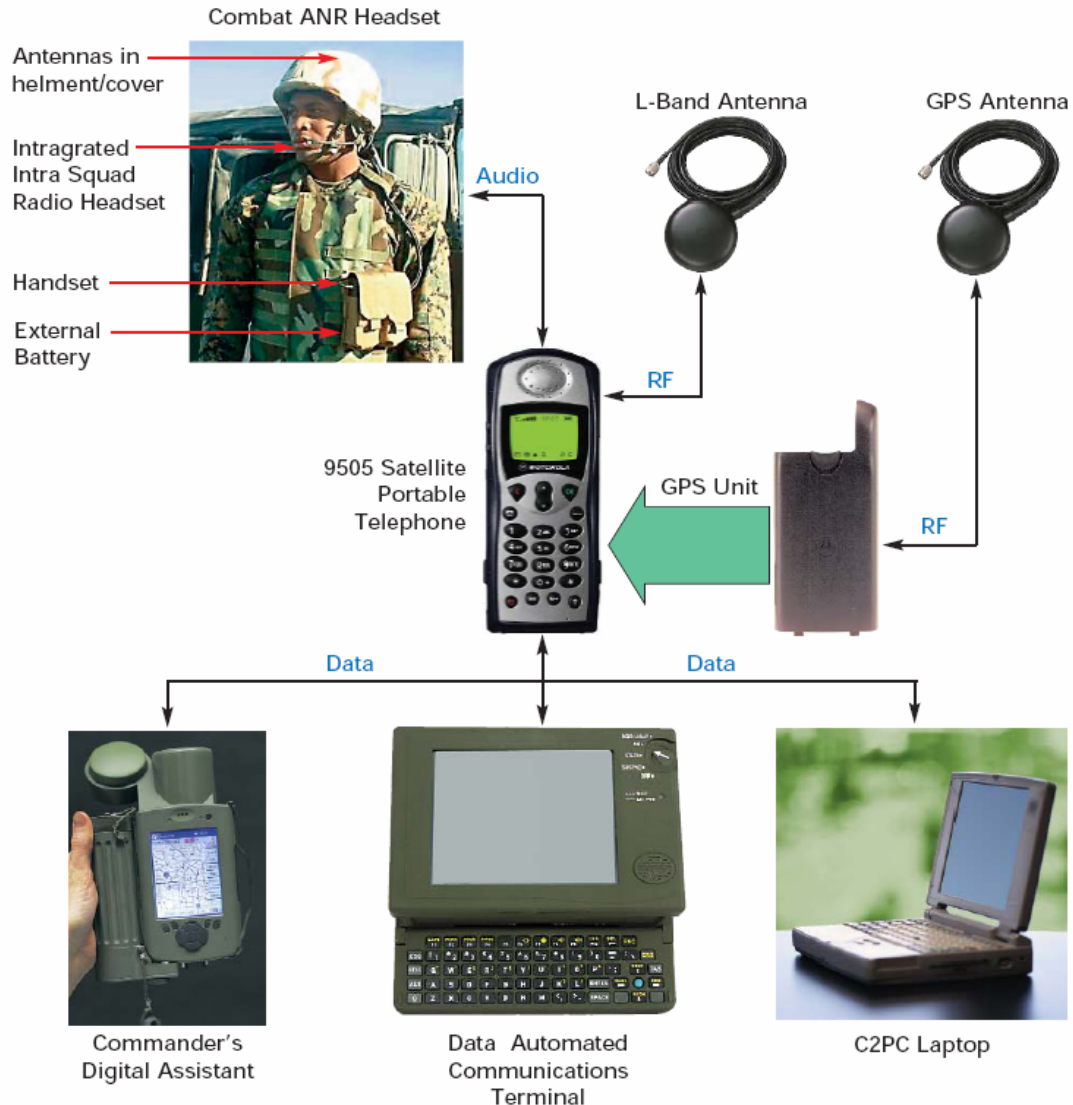 Combat ANR Headset
Antennas in
helment/cover
Intragrated
Intra Squad
Radio Headset
Handset
External
Battery
Audio
L-Band Antenna
GPS Antenna
RF
9505 Satellite
Portable
Telephone
MOTOROLA
GPS Unit
RF
Data
Data
Commander's
Digital Assistant
Data Automated
Communications
Terminal
C2PC Laptop